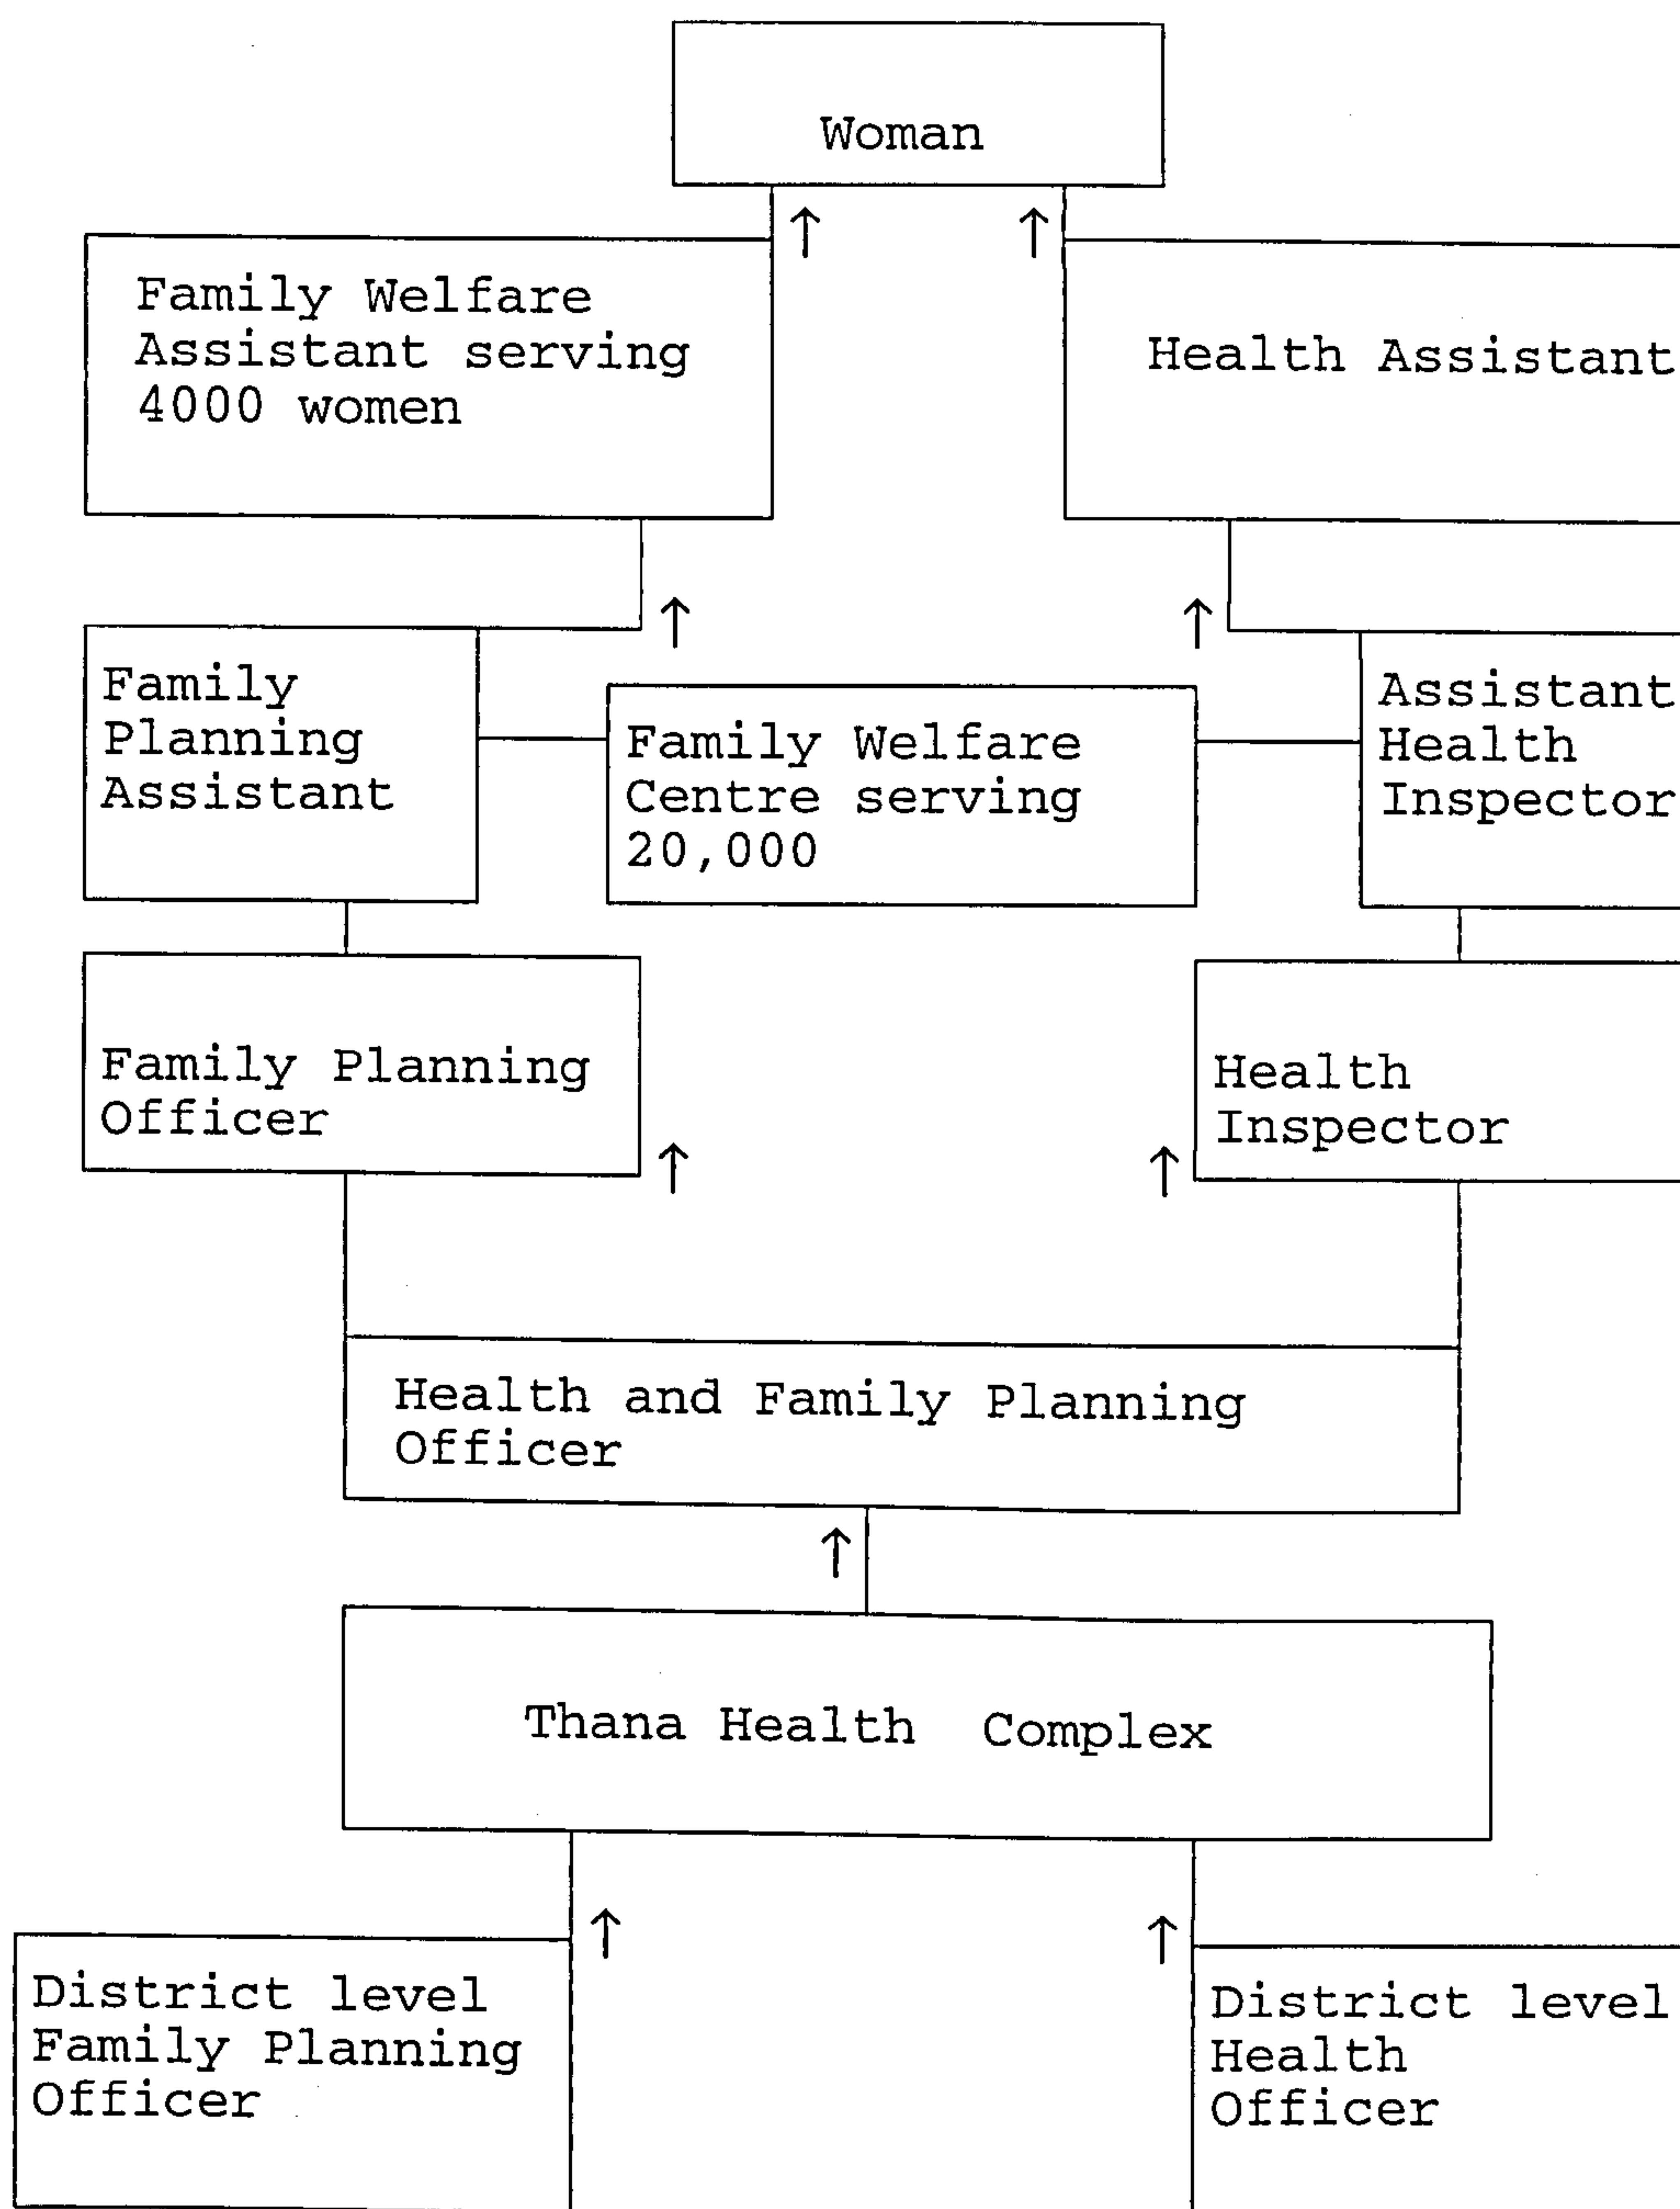 Woman
Family Welfare
Assistant serving
4000 women
Health Assistant
Family
Planning
Assistant
Family Welfare
Centre serving
20,000
Assistant
Health
Inspector
Family Planning
Officer
Health
Inspector
Health and Family Planning
Officer
Thana Health Complex
District level
Family Planning
Officer
District level
Health
Officer